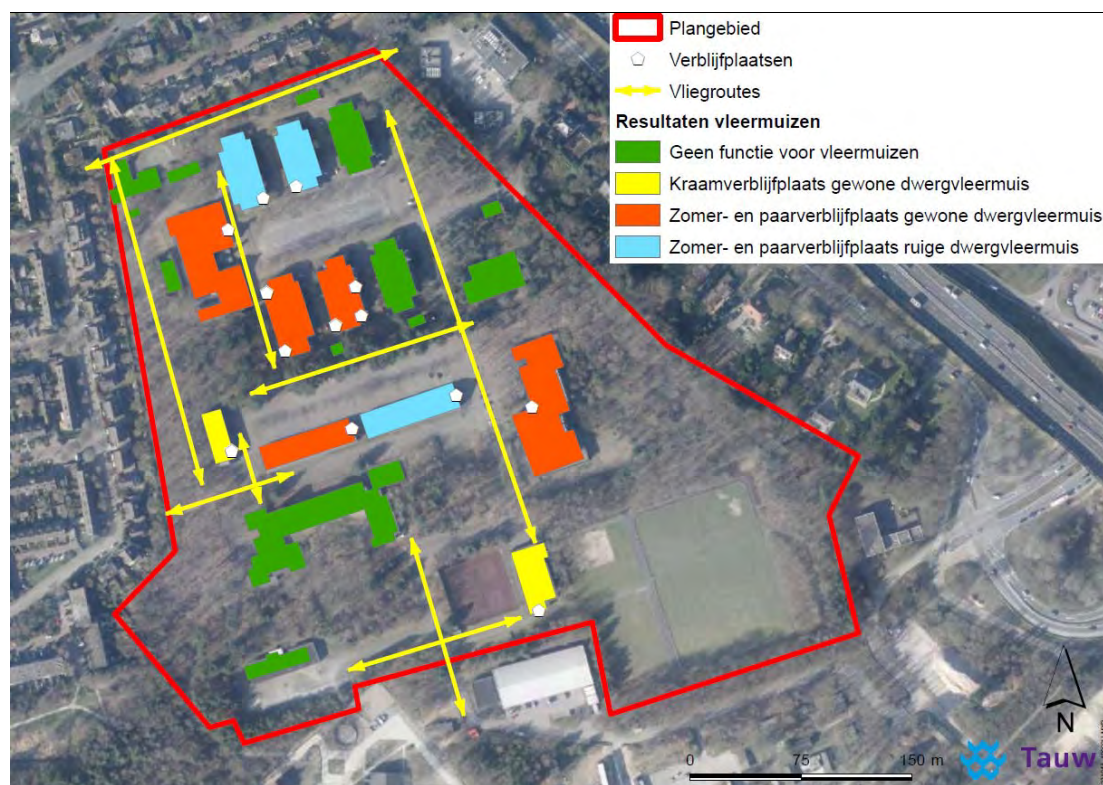 Plangebied
Verblijfplaatsen
Vliegroutes
Resultaten vleermuizen
Geen functie voor vleermuizen
Kraamverblijfplaats gewone dwergvleermuis
Zomer- en paarverblijfplaats gewone dwergvleermuis
Zomer- en paarverblijfplaats ruige dwergvleermuis
N
0 75 150 m
Tauw